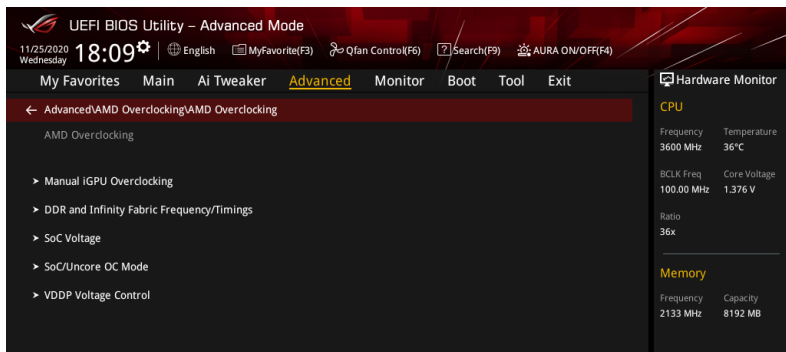 UEFI BIOS Utility – Advanced Mode
11/25/2020 Wednesday 18:09 English MyFavorite(F3) Qfan Control(F6) ? Search(F9) AURA ON/OFF(F4)
My Favorites Main Ai Tweaker Advanced Monitor Boot Tool Exit
Hardware Monitor
← Advanced\AMD Overclocking\AMD Overclocking
AMD Overclocking
> Manual iGPU Overclocking
> DDR and Infinity Fabric Frequency/Timings
> SoC Voltage
> SoC/Uncore OC Mode
> VDDP Voltage Control
CPU
Frequency Temperature
3600 MHz 36°C
BCLK Freq Core Voltage
100.00 MHz 1.376 V
Ratio
36x
Memory
Frequency Capacity
2133 MHz 8192 MB